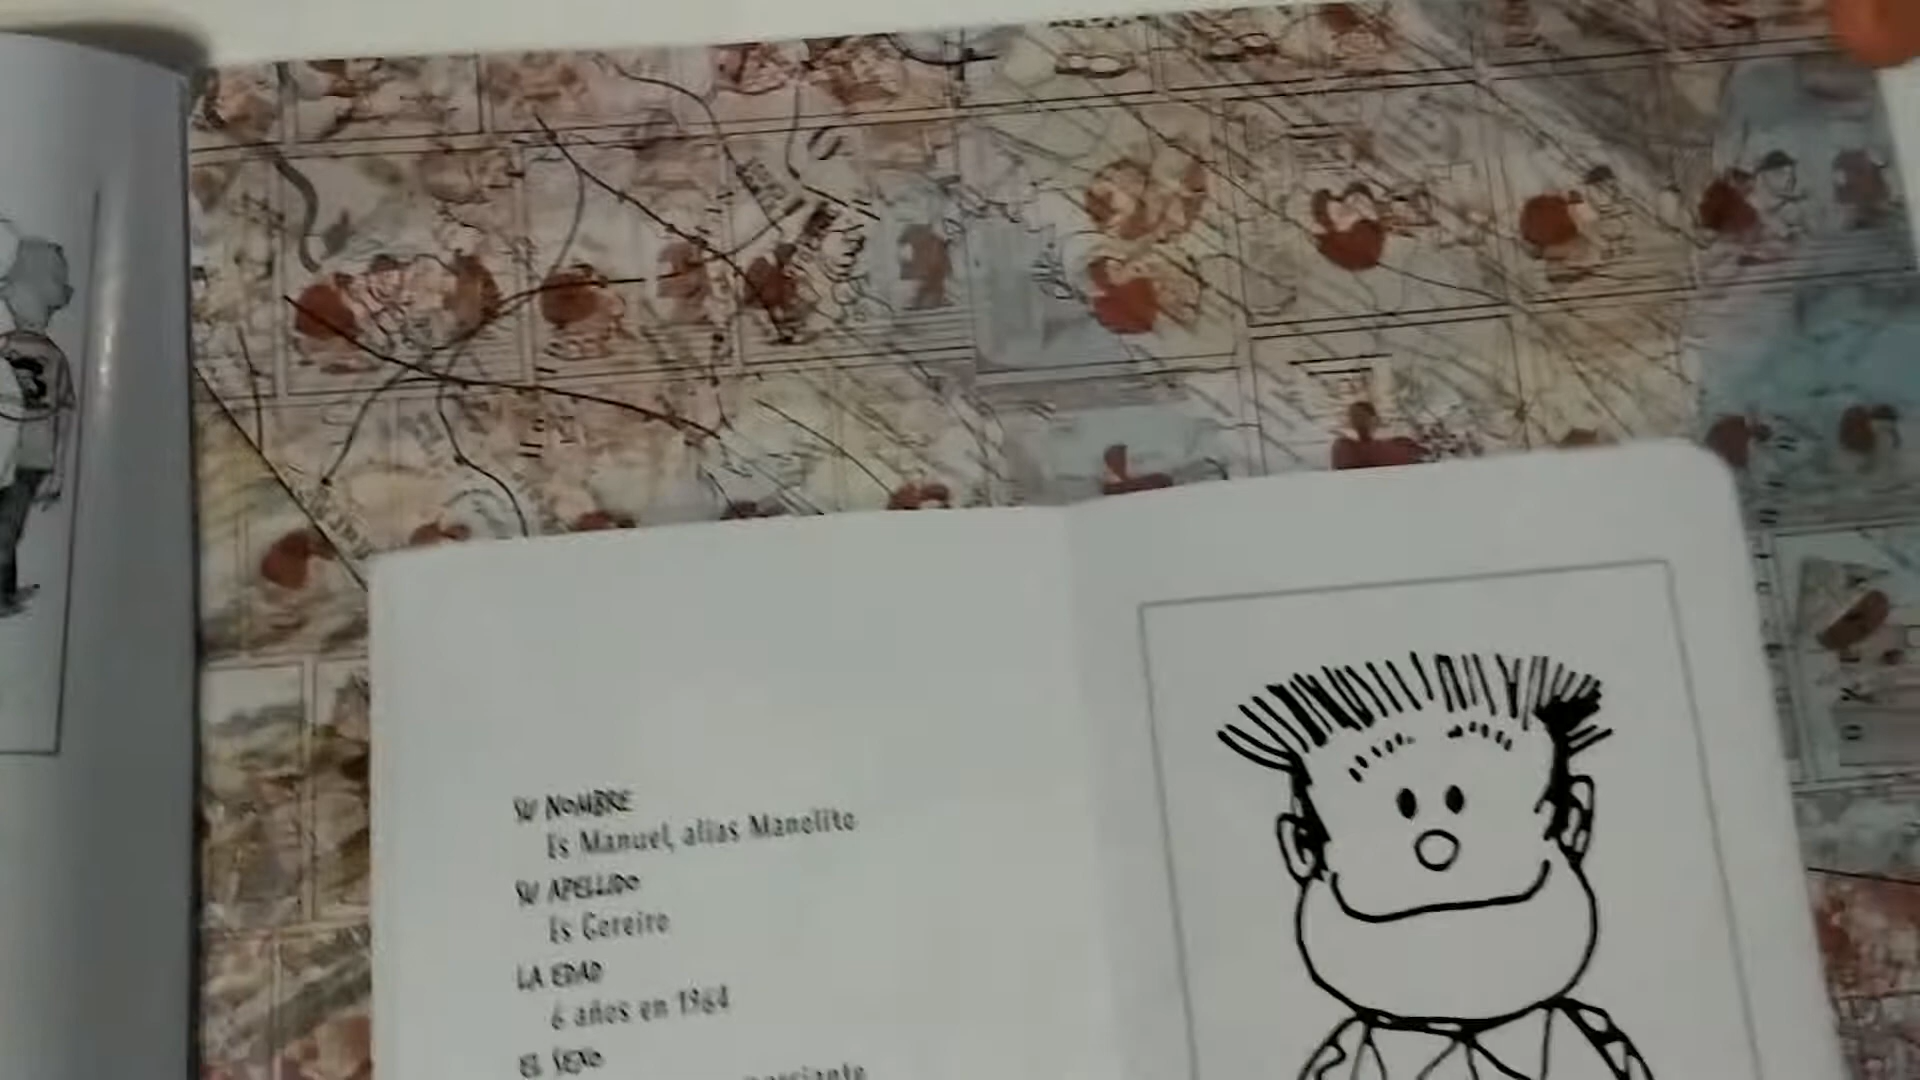 SU NOMBRE
Es Manuel, alias Manolito
SU APELLIDO
Es Goreiro
LA EDAD
6 años en 1964
EL SEXO